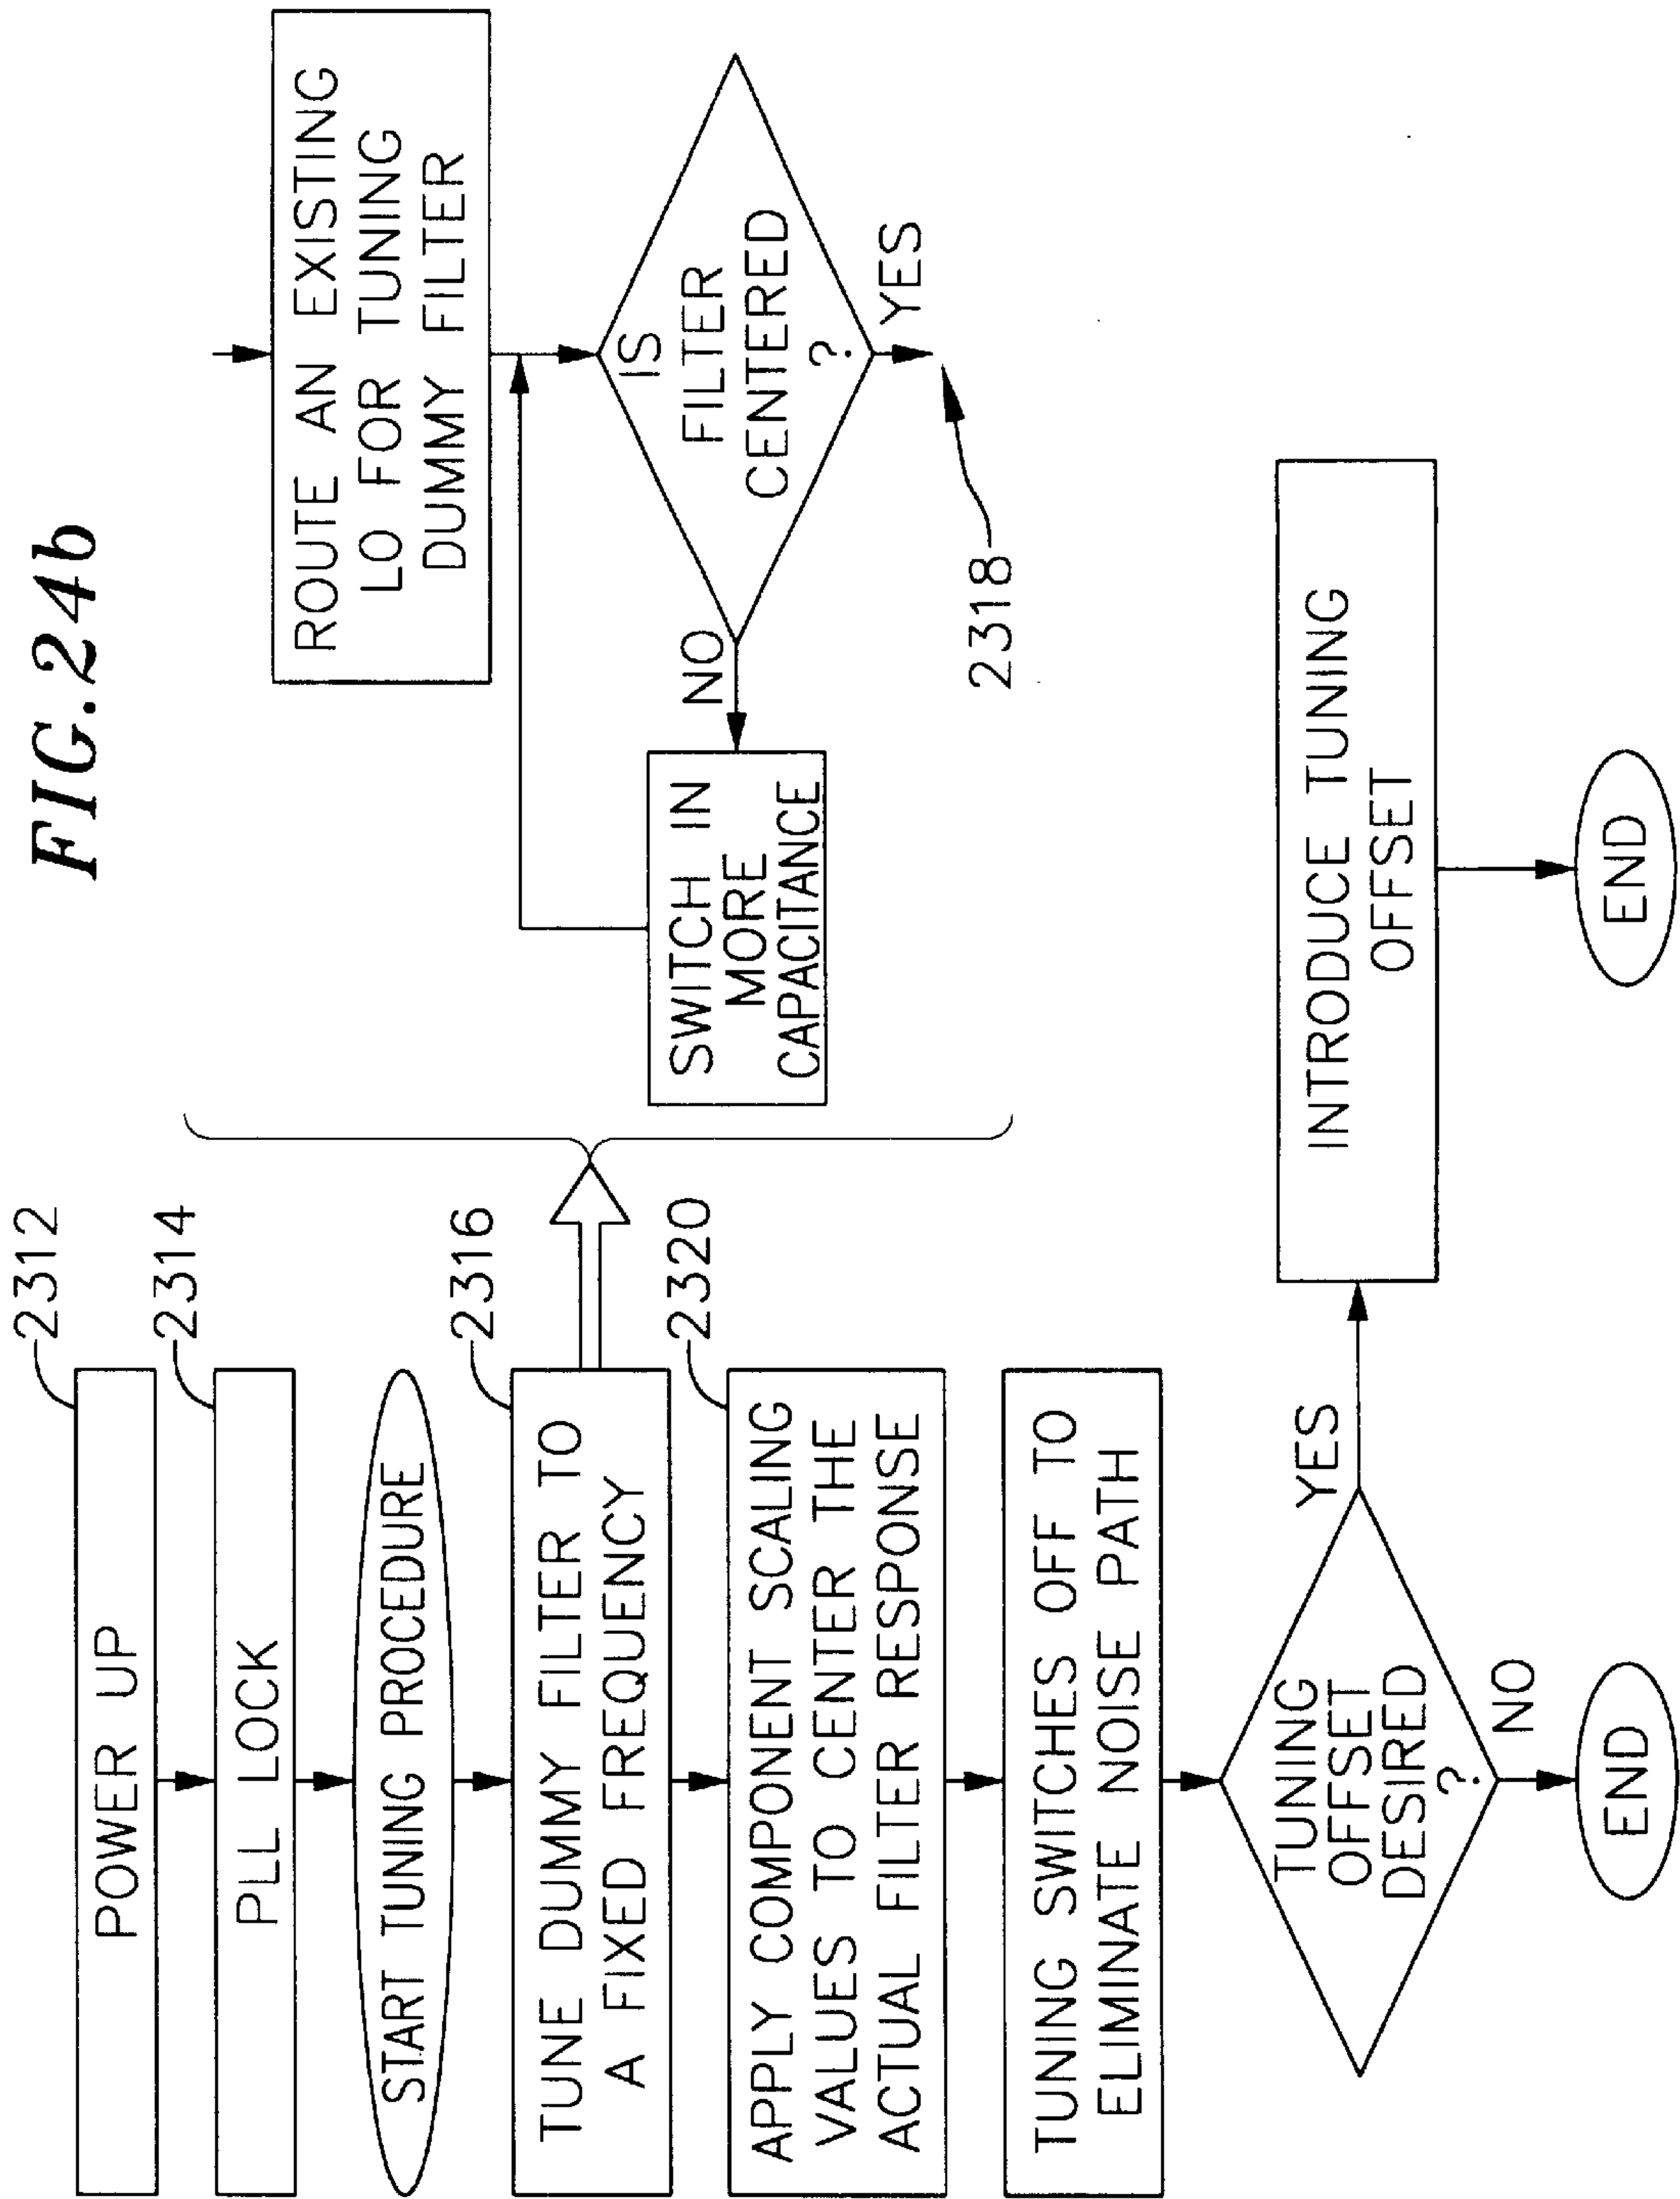 FIG.24b
2312
POWER UP
2314
PLL LOCK
START TUNING PROCEDURE
2316
TUNE DUMMY FILTER TO
A FIXED FREQUENCY
2320
APPLY COMPONENT SCALING
VALUES TO CENTER THE
ACTUAL FILTER RESPONSE
TUNING SWITCHES OFF TO
ELIMINATE NOISE PATH
TUNING
OFFSET
DESIRED
?
YES
NO
END
INTRODUCE TUNING
OFFSET
END
ROUTE AN EXISTING
LO FOR TUNING
DUMMY FILTER
IS
FILTER
CENTERED
?
NO
YES
SWITCH IN
MORE
CAPACITANCE
2318